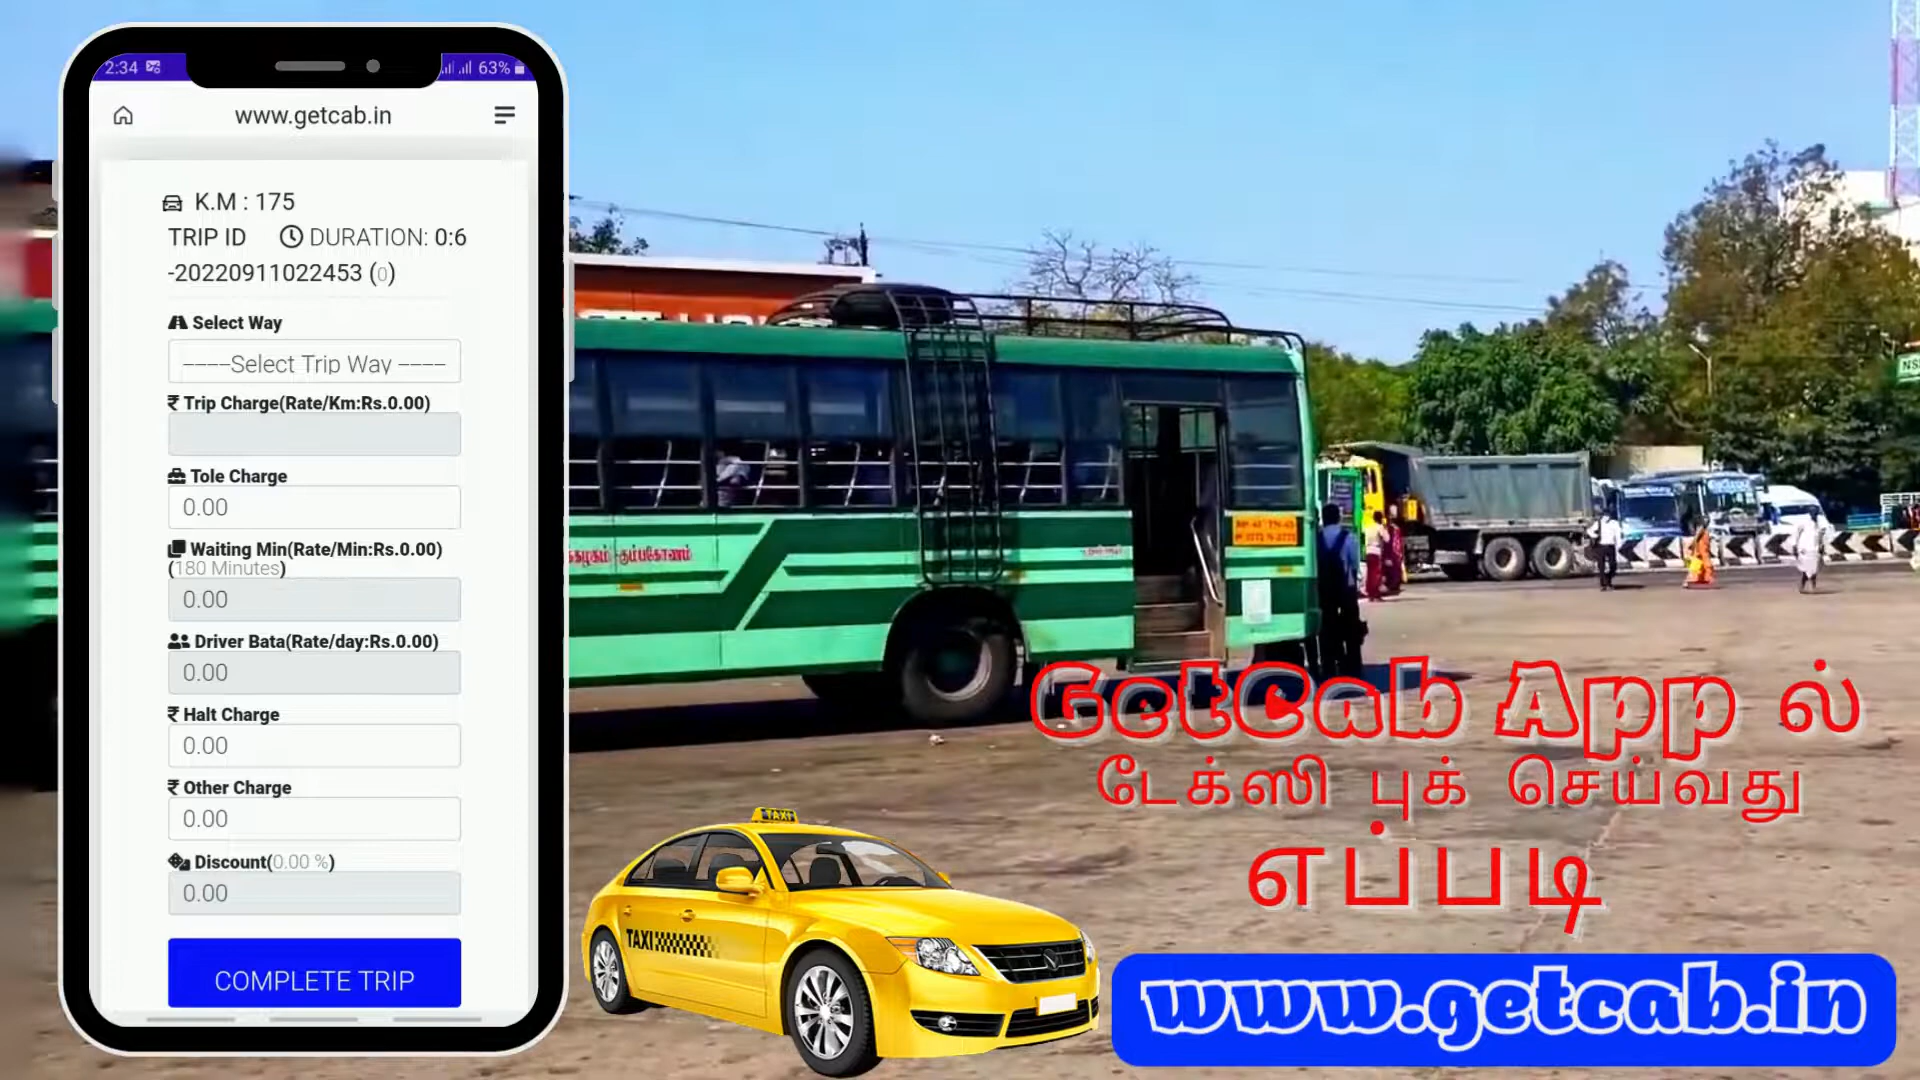 2:34
63%
www.getcab.in
K.M : 175
TRIP ID DURATION: 0:6
-20220911022453 (0)
Select Way
----Select Trip Way ----
₹ Trip Charge(Rate/Km:Rs.0.00)
Tole Charge
0.00
Waiting Min(Rate/Min:Rs.0.00)
(180 Minutes)
0.00
Driver Bata(Rate/day:Rs.0.00)
0.00
₹ Halt Charge
0.00
₹ Other Charge
0.00
Discount(0.00 %)
0.00
COMPLETE TRIP
கும்பகோணம்
TAXI
TAXI
GetCab App ல்
டேக்ஸி புக் செய்வது
எப்படி
www.getcab.in